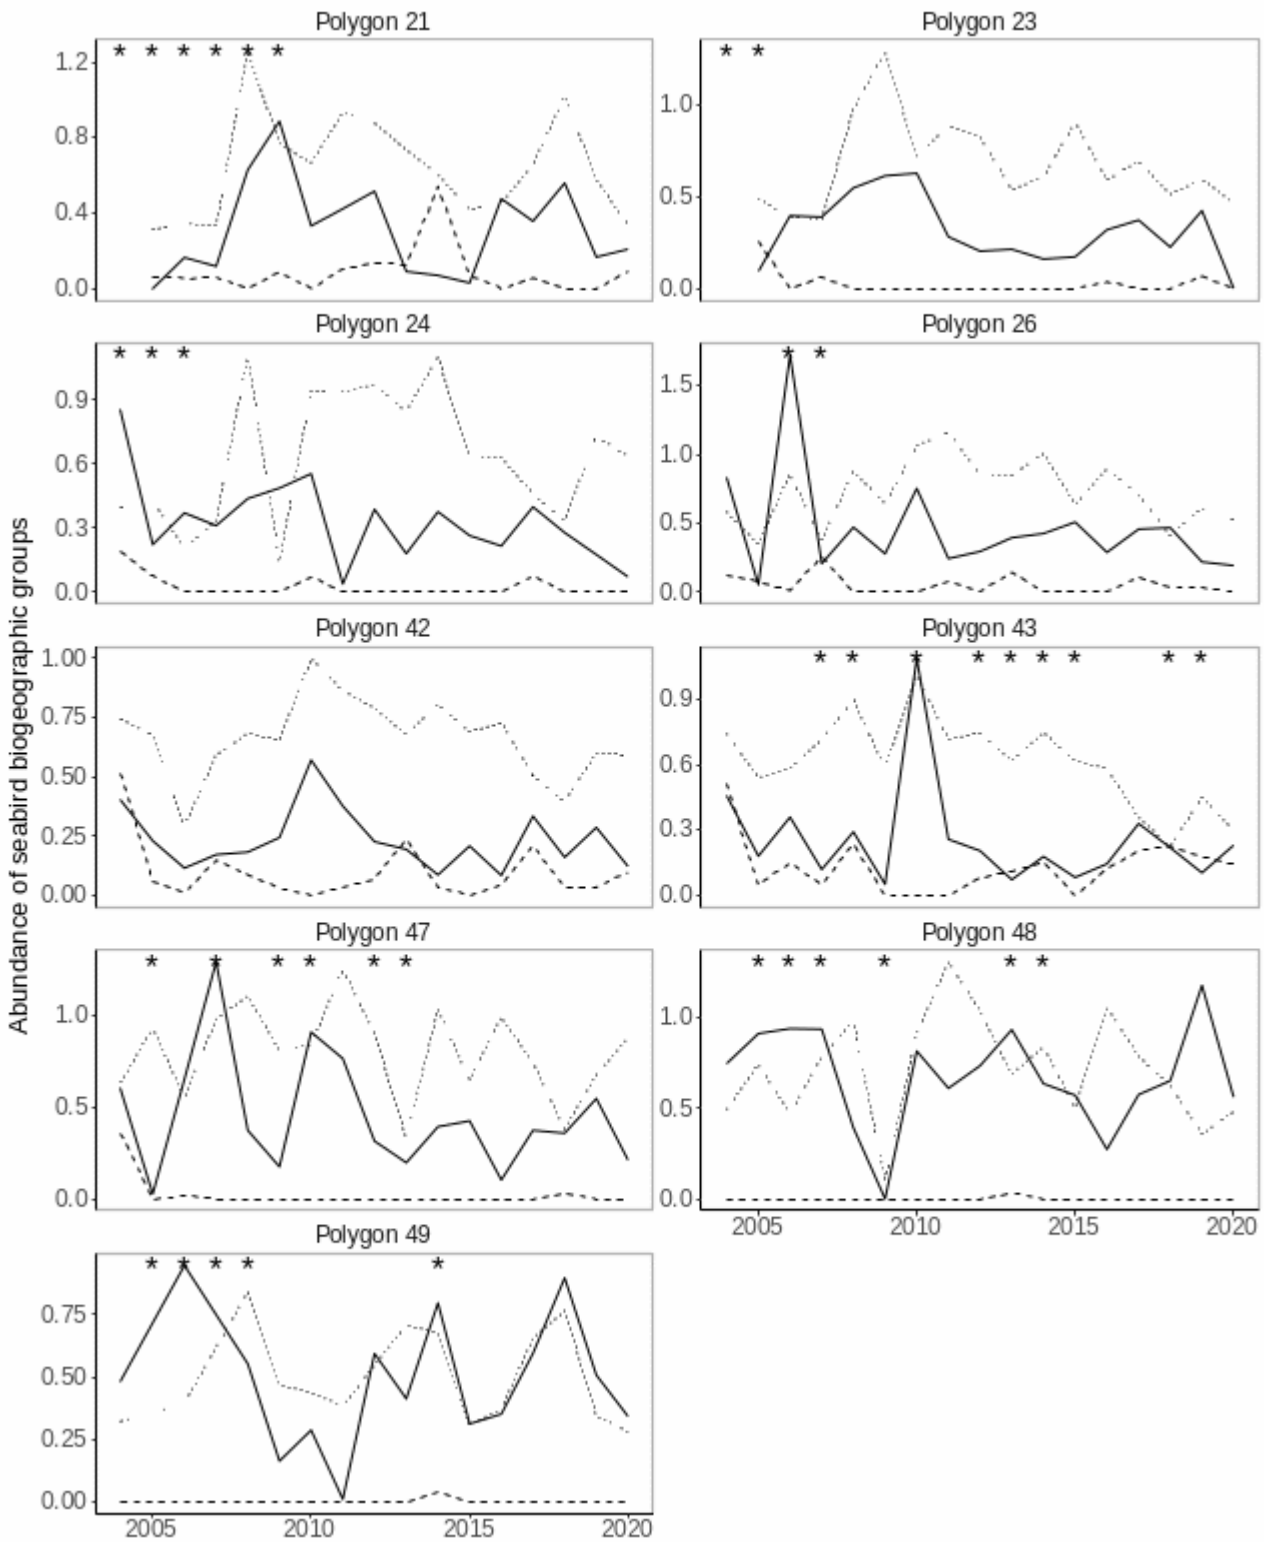 Polygon 21
Polygon 23
* * * * * *
* *
1.2
0.8
0.4
0.0
1.0
0.5
0.0
Polygon 24
Polygon 26
* * *
* *
0.9
0.6
0.3
0.0
1.5
1.0
0.5
0.0
Abundance of seabird biogeographic groups
Polygon 42
Polygon 43
* * * * * * * * *
1.00
0.75
0.50
0.25
0.00
0.9
0.6
0.3
0.0
Polygon 47
Polygon 48
* * * * * *
* * * * * *
1.0
0.5
0.0
1.0
0.5
0.0
2005 2010 2015 2020
Polygon 49
* * * * *
0.75
0.50
0.25
0.00
2005 2010 2015 2020